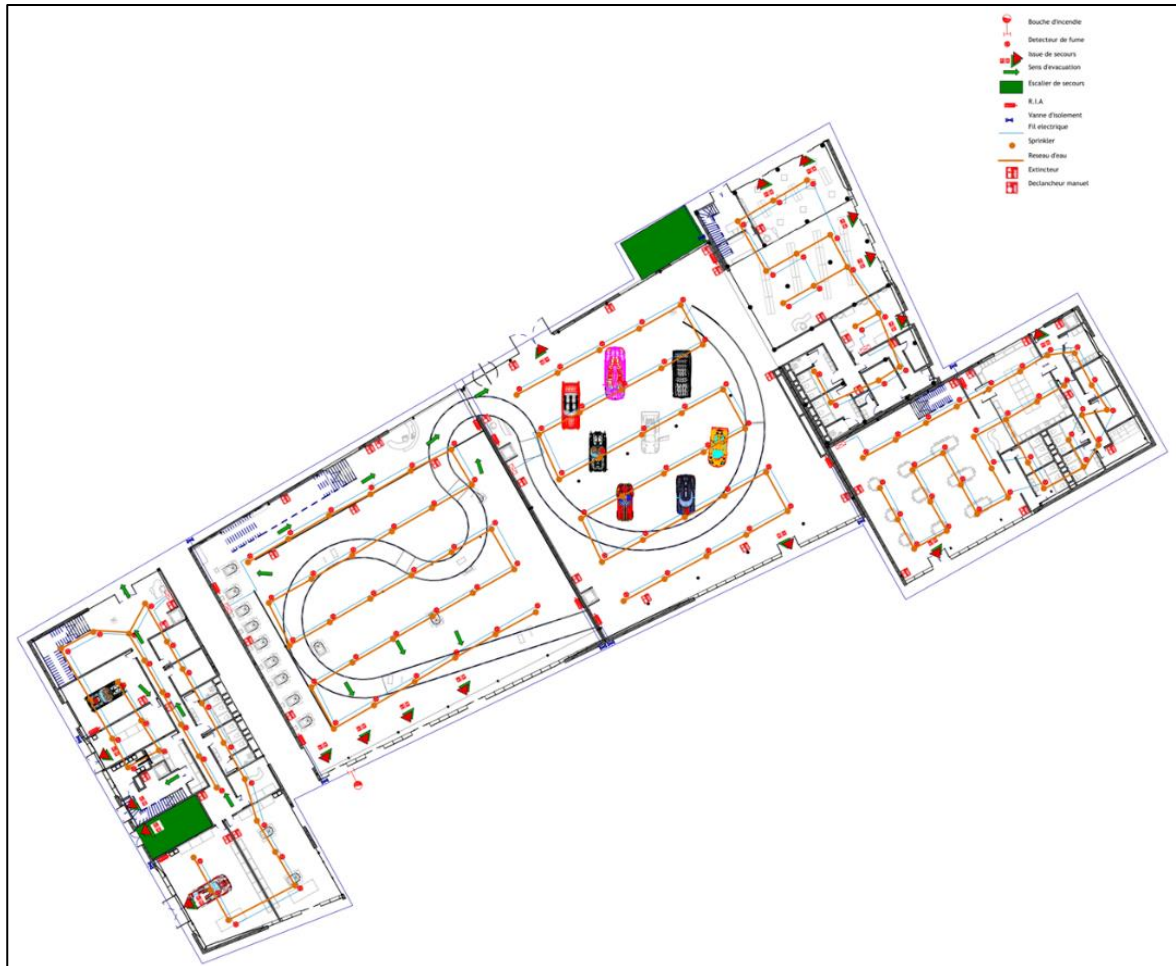 Bouche d'incendie
Detecteur de fume
Issue de secours
Sens d'evacuation
Escalier de secours
R.I.A
Vanne d'isolement
Fil electrique
Sprinkler
Reseau d'eau
Extincteur
Déclancheur manuel